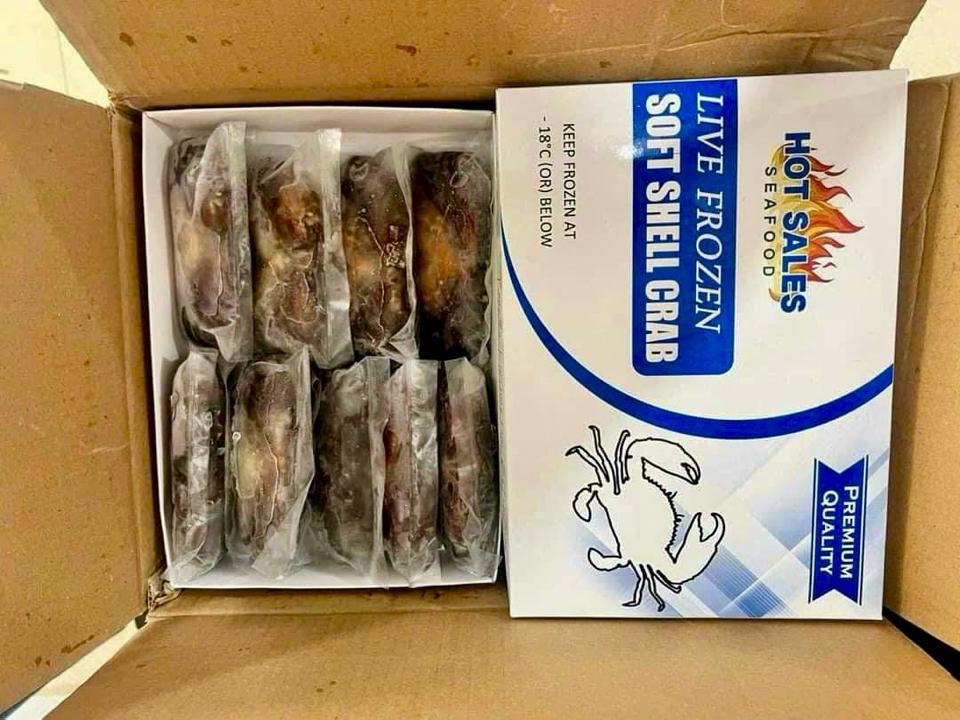 HOT SALES
SEAFOOD
LIVE FROZEN
SOFT SHELL CRAB
KEEP FROZEN AT
- 18°C (OR) BELOW
PREMIUM
QUALITY